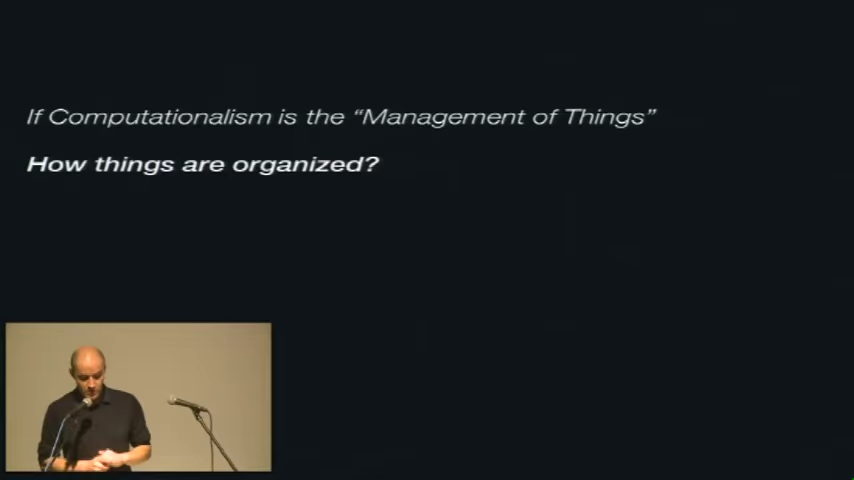 If Computationalism is the “Management of Things”
How things are organized?